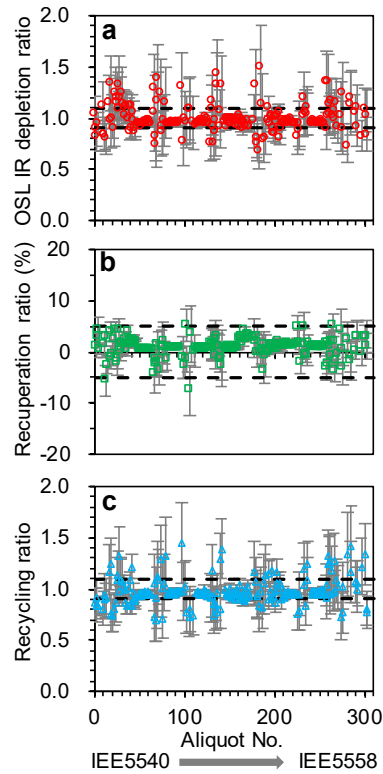 a
OSL IR depletion ratio
2.0
1.5
1.0
0.5
0.0
b
Recuperation ratio (%)
20
10
0
-10
-20
c
Recycling ratio
2.0
1.5
1.0
0.5
0.0
0 100 200 300
Aliquot No.
IEE5540 IEE5558